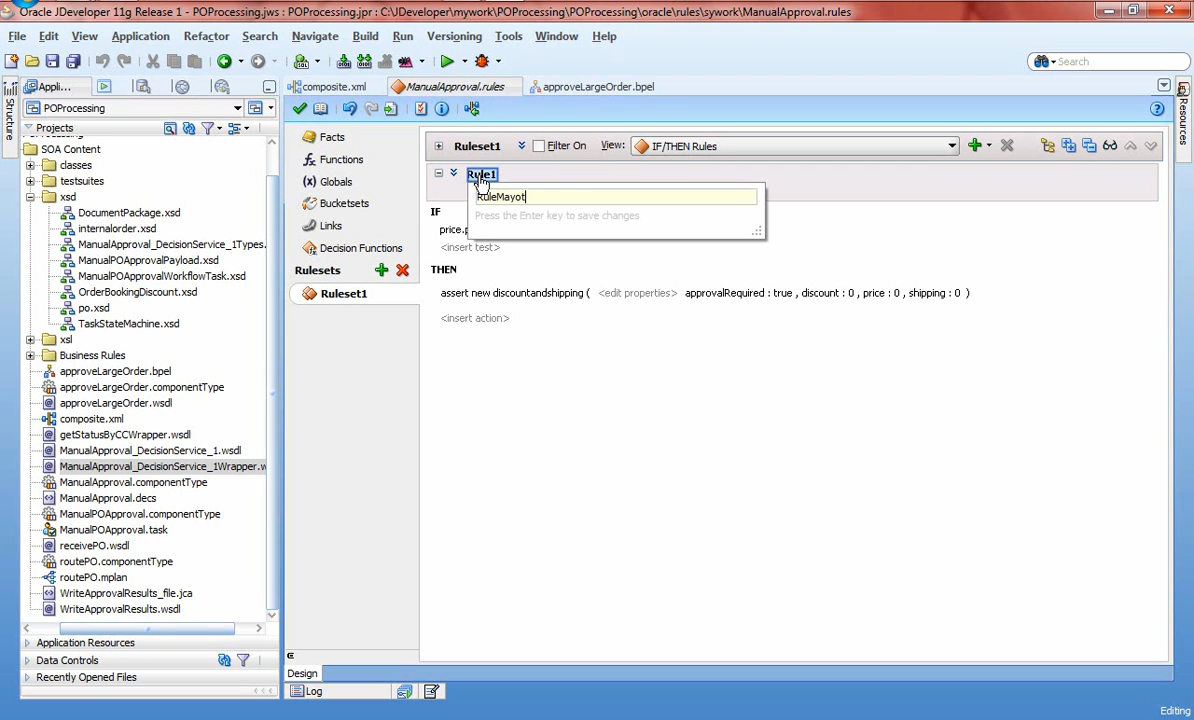 Oracle JDeveloper 11g Release 1 - POProcessing.jws : POProcessing.jpr : C:\JDeveloper\mywork\POProcessing\POProcessing\oracle\rules\sywork\ManualApproval.rules
File Edit View Application Refactor Search Navigate Build Run Versioning Tools Window Help
Search
Appli...
composite.xml
ManualApproval.rules
approveLargeOrder.bpel
Structure
Resources
POProcessing
Projects
SOA Content
classes
testsuites
xsd
DocumentPackage.xsd
internalorder.xsd
ManualApproval_DecisionService_1Types.
ManualPOApprovalPayload.xsd
ManualPOApprovalWorkflowTask.xsd
OrderBookingDiscount.xsd
po.xsd
TaskStateMachine.xsd
xsl
Business Rules
approveLargeOrder.bpel
approveLargeOrder.componentType
approveLargeOrder.wsdl
composite.xml
getStatusByCCWrapper.wsdl
ManualApproval_DecisionService_1.wsdl
ManualApproval_DecisionService_1Wrapper.w
ManualApproval.componentType
ManualApproval.decs
ManualPOApproval.componentType
ManualPOApproval.task
receivePO.wsdl
routePO.componentType
routePO.mplan
WriteApprovalResults_file.jca
WriteApprovalResults.wsdl
Application Resources
Data Controls
Recently Opened Files
Facts
Functions
(x) Globals
Bucketsets
Links
Decision Functions
Rulesets
Ruleset1
Ruleset1 Filter On View: IF/THEN Rules
Rule1
RuleMayot
Press the Enter key to save changes
IF
price.p
<insert test>
THEN
assert new discountandshipping ( <edit properties> approvalRequired : true , discount : 0 , price : 0 , shipping : 0 )
<insert action>
Design
Log
Editing